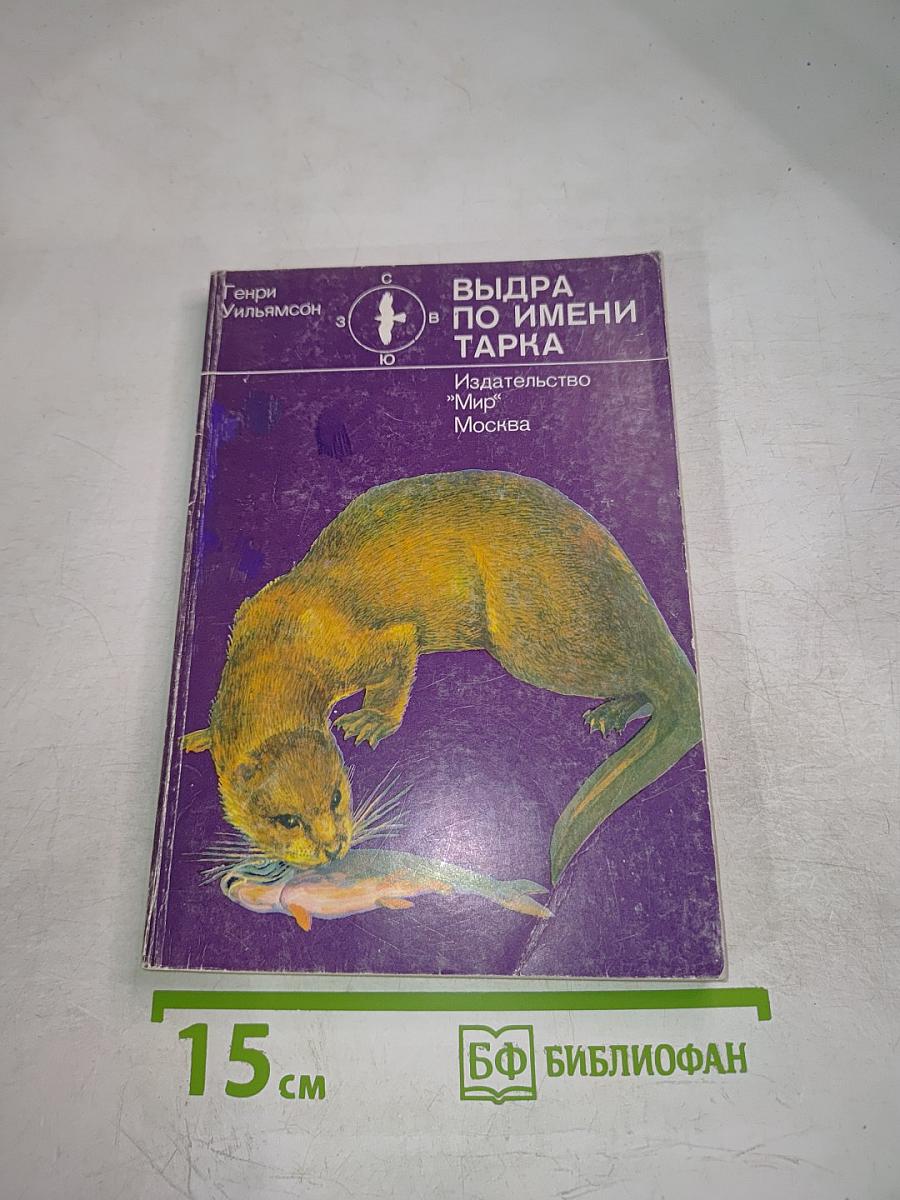 Генри
Уильямсон
С
З
В
Ю
ВЫДРА
ПО ИМЕНИ
ТАРКА
Издательство
„Мир“
Москва
15 см
БФ БИБЛИОФАН